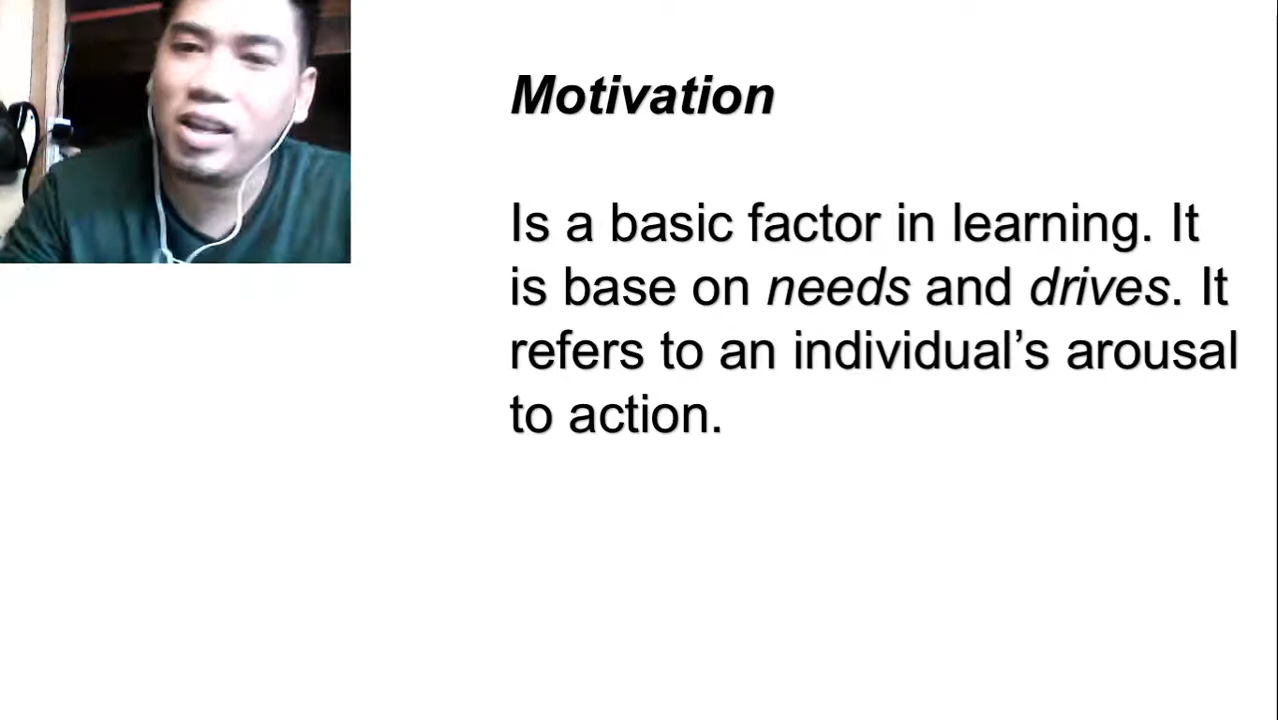 Motivation
Is a basic factor in learning. It
is base on needs and drives. It
refers to an individual’s arousal
to action.